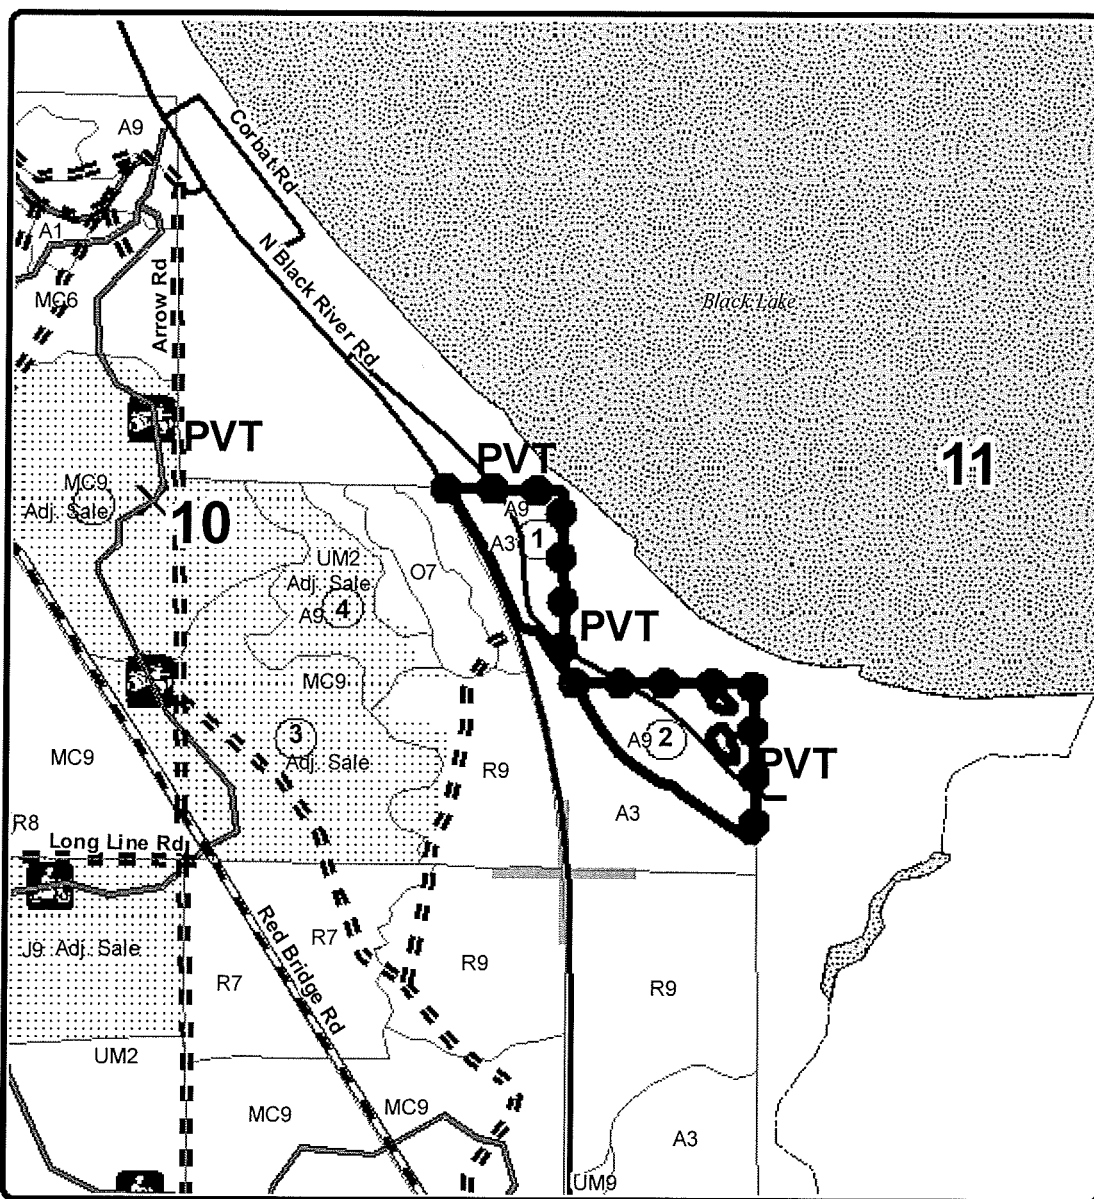 A9
Corbat Rd
A1
N Black River Rd
MC6
Arrow Rd
Black Lake
PVT
PVT
11
MC9
Adj. Sale
10
A9
A3
1
UM2
Adj. Sale
O7
A9
4
PVT
MC9
3
Adj. Sale
A9
2
MC9
R9
PVT
R8
A3
Long Line Rd
Red Bridge Rd
J9 Adj. Sale
R7
R9
R7
R9
UM2
MC9
MC9
A3
UM9